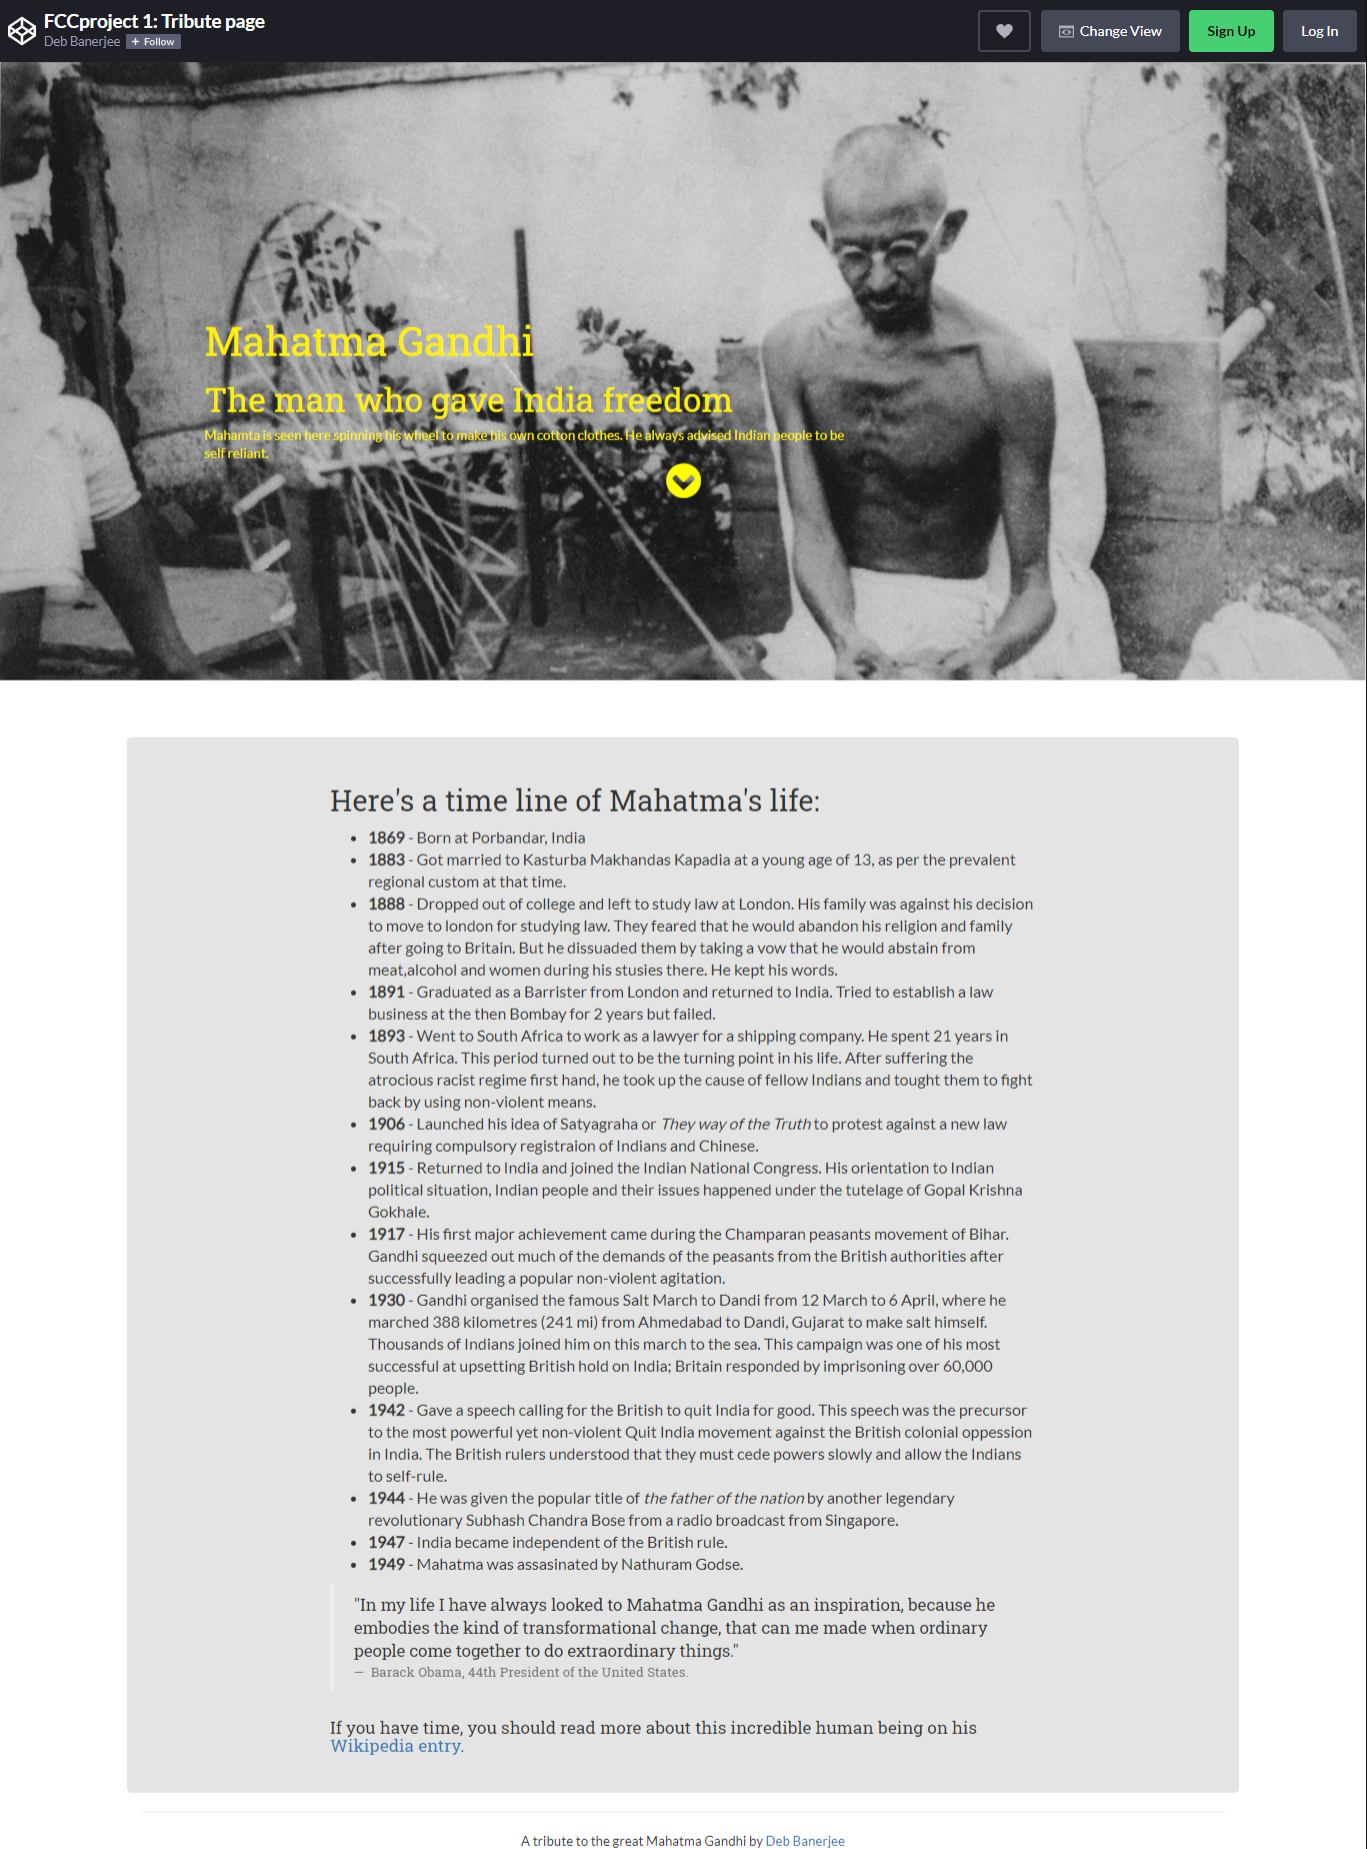 FCCproject 1: Tribute page
Deb Banerjee + Follow
Change View
Sign Up
Log In
Mahatma Gandhi
The man who gave India freedom
Mahamta is seen here spinning his wheel to make his own cotton clothes. He always advised Indian people to be
self reliant.
Here's a time line of Mahatma's life:
• 1869 - Born at Porbandar, India
• 1883 - Got married to Kasturba Makhandas Kapadia at a young age of 13, as per the prevalent
regional custom at that time.
• 1888 - Dropped out of college and left to study law at London. His family was against his decision
to move to london for studying law. They feared that he would abandon his religion and family
after going to Britain. But he dissuaded them by taking a vow that he would abstain from
meat,alcohol and women during his stusies there. He kept his words.
• 1891 - Graduated as a Barrister from London and returned to India. Tried to establish a law
business at the then Bombay for 2 years but failed.
• 1893 - Went to South Africa to work as a lawyer for a shipping company. He spent 21 years in
South Africa. This period turned out to be the turning point in his life. After suffering the
atrocious racist regime first hand, he took up the cause of fellow Indians and tought them to fight
back by using non-violent means.
• 1906 - Launched his idea of Satyagraha or They way of the Truth to protest against a new law
requiring compulsory registraion of Indians and Chinese.
• 1915 - Returned to India and joined the Indian National Congress. His orientation to Indian
political situation, Indian people and their issues happened under the tutelage of Gopal Krishna
Gokhale.
• 1917 - His first major achievement came during the Champaran peasants movement of Bihar.
Gandhi squeezed out much of the demands of the peasants from the British authorities after
successfully leading a popular non-violent agitation.
• 1930 - Gandhi organised the famous Salt March to Dandi from 12 March to 6 April, where he
marched 388 kilometres (241 mi) from Ahmedabad to Dandi, Gujarat to make salt himself.
Thousands of Indians joined him on this march to the sea. This campaign was one of his most
successful at upsetting British hold on India; Britain responded by imprisoning over 60,000
people.
• 1942 - Gave a speech calling for the British to quit India for good. This speech was the precursor
to the most powerful yet non-violent Quit India movement against the British colonial oppession
in India. The British rulers understood that they must cede powers slowly and allow the Indians
to self-rule.
• 1944 - He was given the popular title of the father of the nation by another legendary
revolutionary Subhash Chandra Bose from a radio broadcast from Singapore.
• 1947 - India became independent of the British rule.
• 1949 - Mahatma was assasinated by Nathuram Godse.
"In my life I have always looked to Mahatma Gandhi as an inspiration, because he
embodies the kind of transformational change, that can me made when ordinary
people come together to do extraordinary things."
— Barack Obama, 44th President of the United States.
If you have time, you should read more about this incredible human being on his
Wikipedia entry.
A tribute to the great Mahatma Gandhi by Deb Banerjee